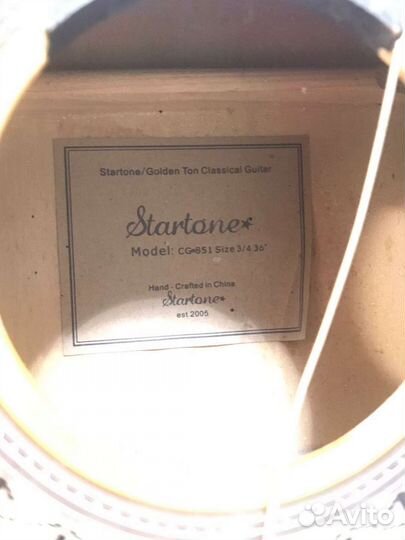 Startone/Golden Ton Classical Guitar
Startone★
Model: CG-851 Size 3/4 36"
Hand - Crafted in China
Startone★
est.2005
Avito